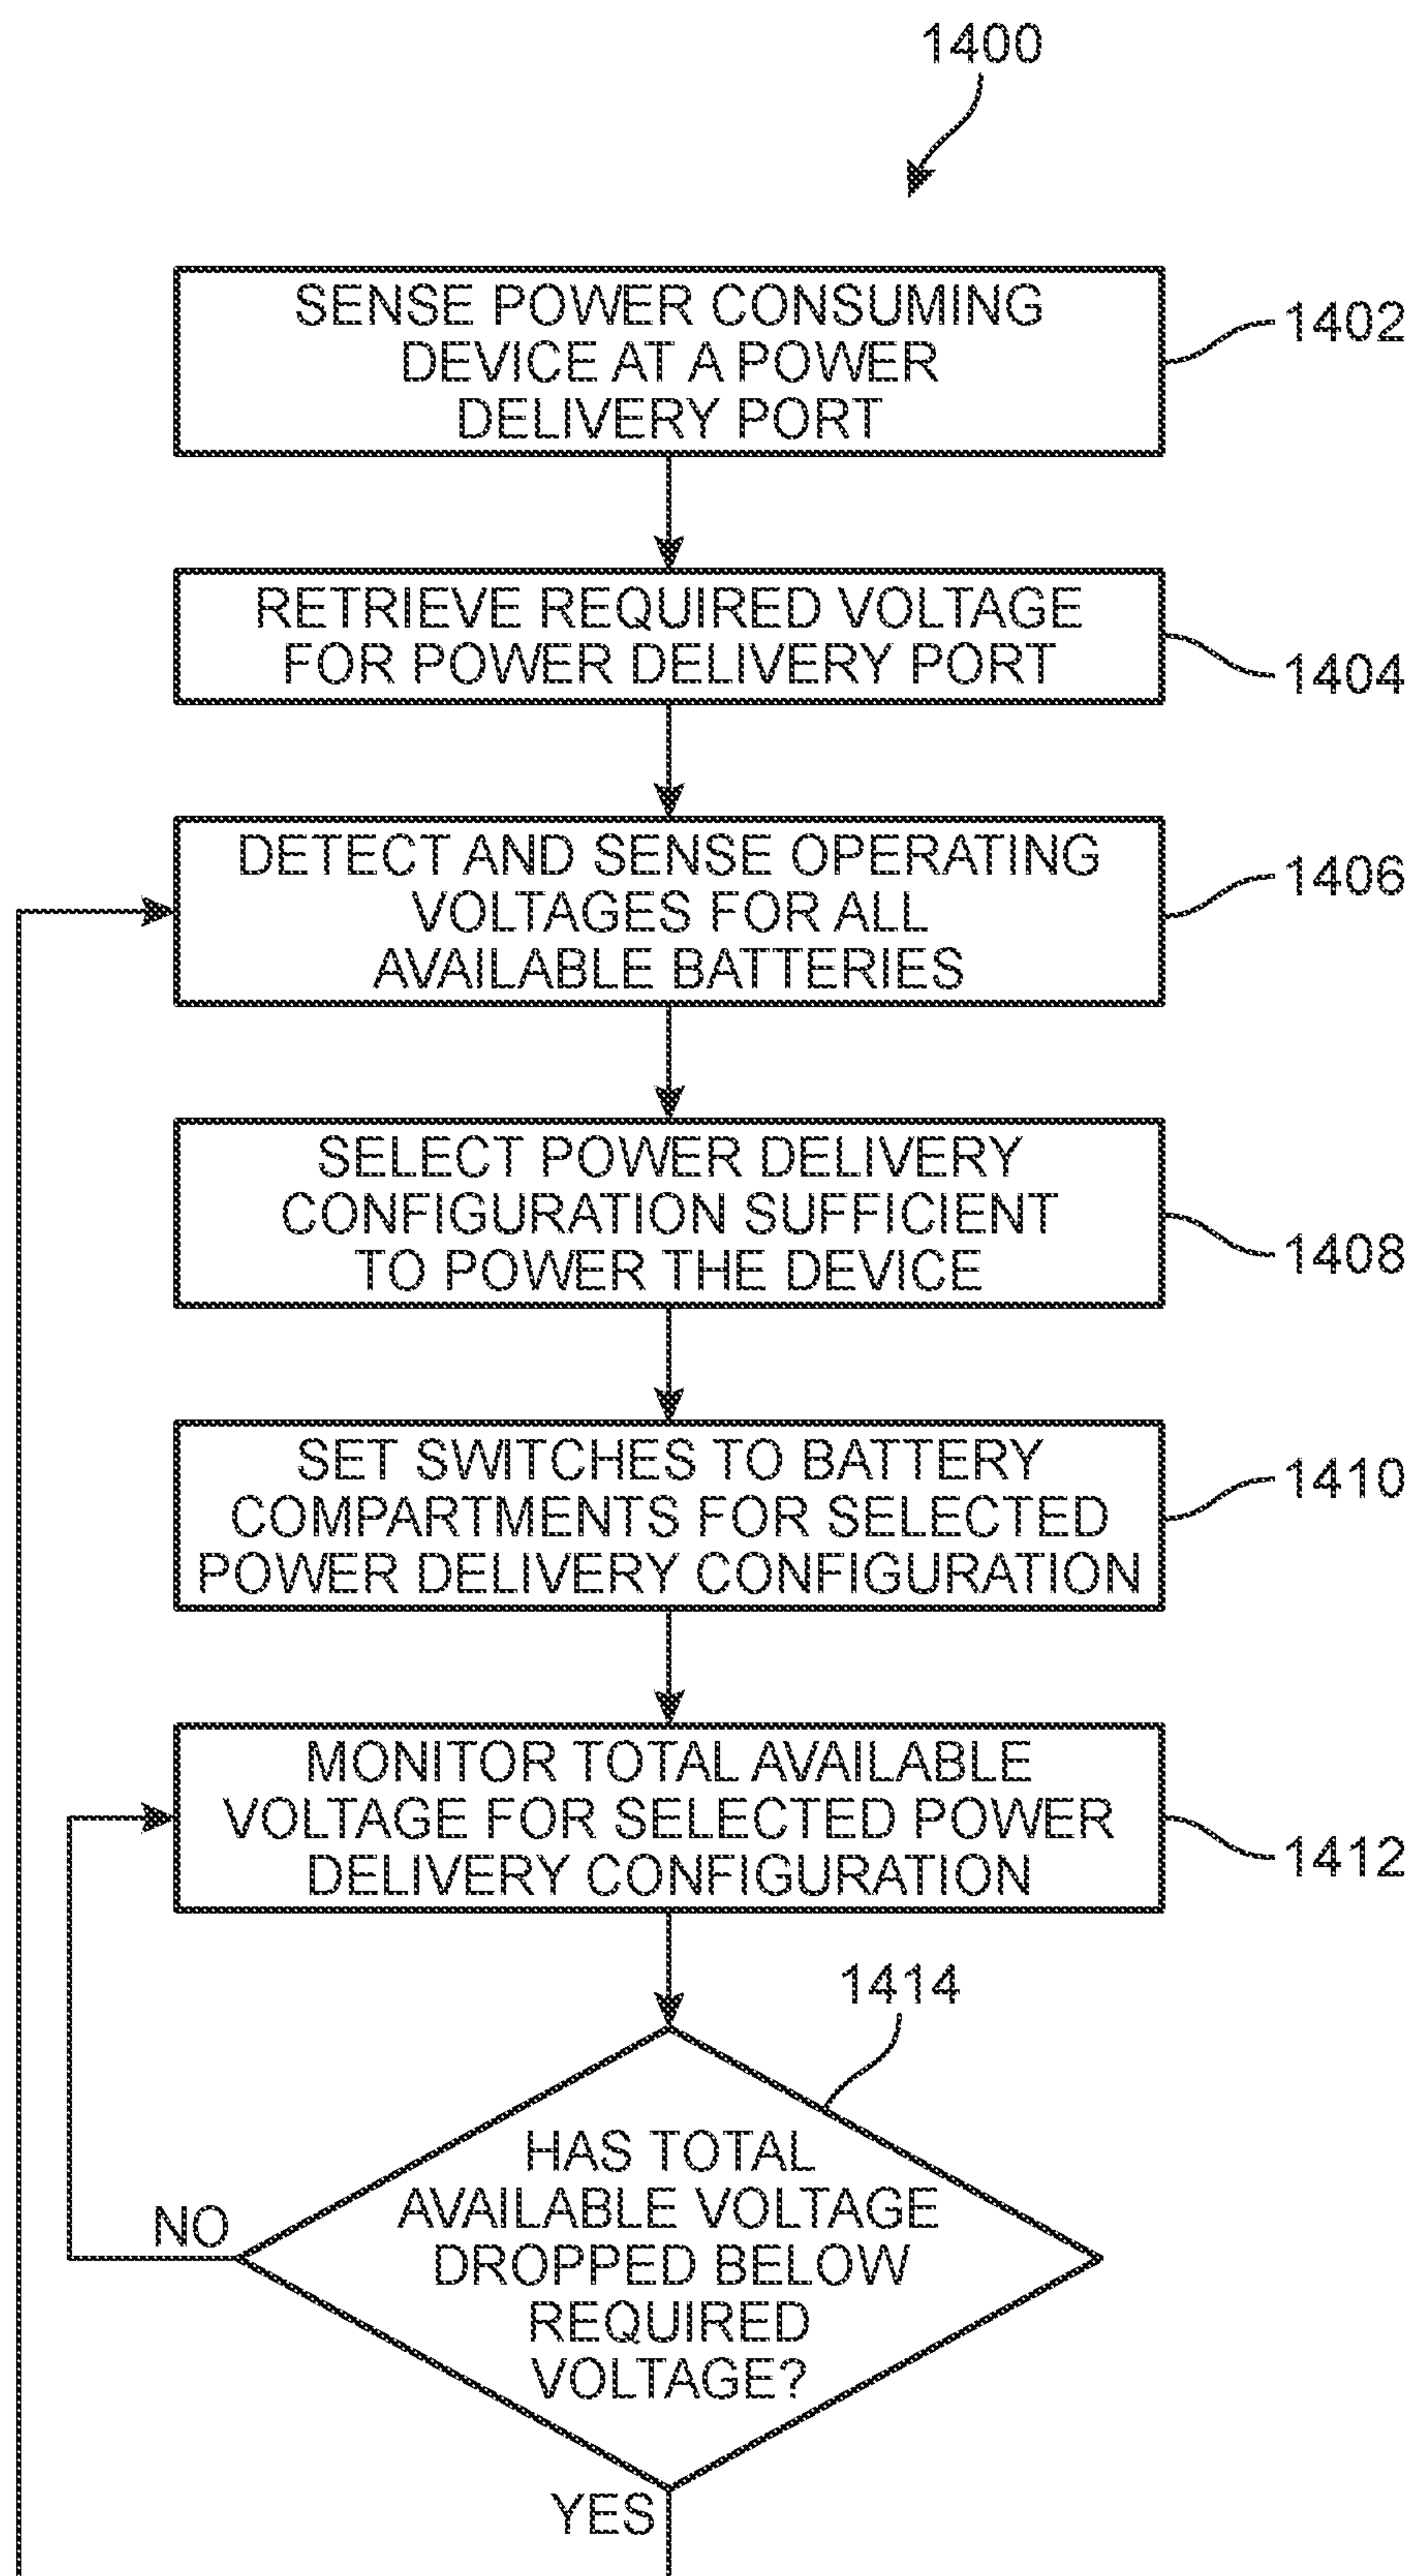 1400
SENSE POWER CONSUMING
DEVICE AT A POWER
DELIVERY PORT
1402
RETRIEVE REQUIRED VOLTAGE
FOR POWER DELIVERY PORT
1404
DETECT AND SENSE OPERATING
VOLTAGES FOR ALL
AVAILABLE BATTERIES
1406
SELECT POWER DELIVERY
CONFIGURATION SUFFICIENT
TO POWER THE DEVICE
1408
SET SWITCHES TO BATTERY
COMPARTMENTS FOR SELECTED
POWER DELIVERY CONFIGURATION
1410
MONITOR TOTAL AVAILABLE
VOLTAGE FOR SELECTED POWER
DELIVERY CONFIGURATION
1412
1414
HAS TOTAL
AVAILABLE VOLTAGE
DROPPED BELOW
REQUIRED
VOLTAGE?
NO
YES